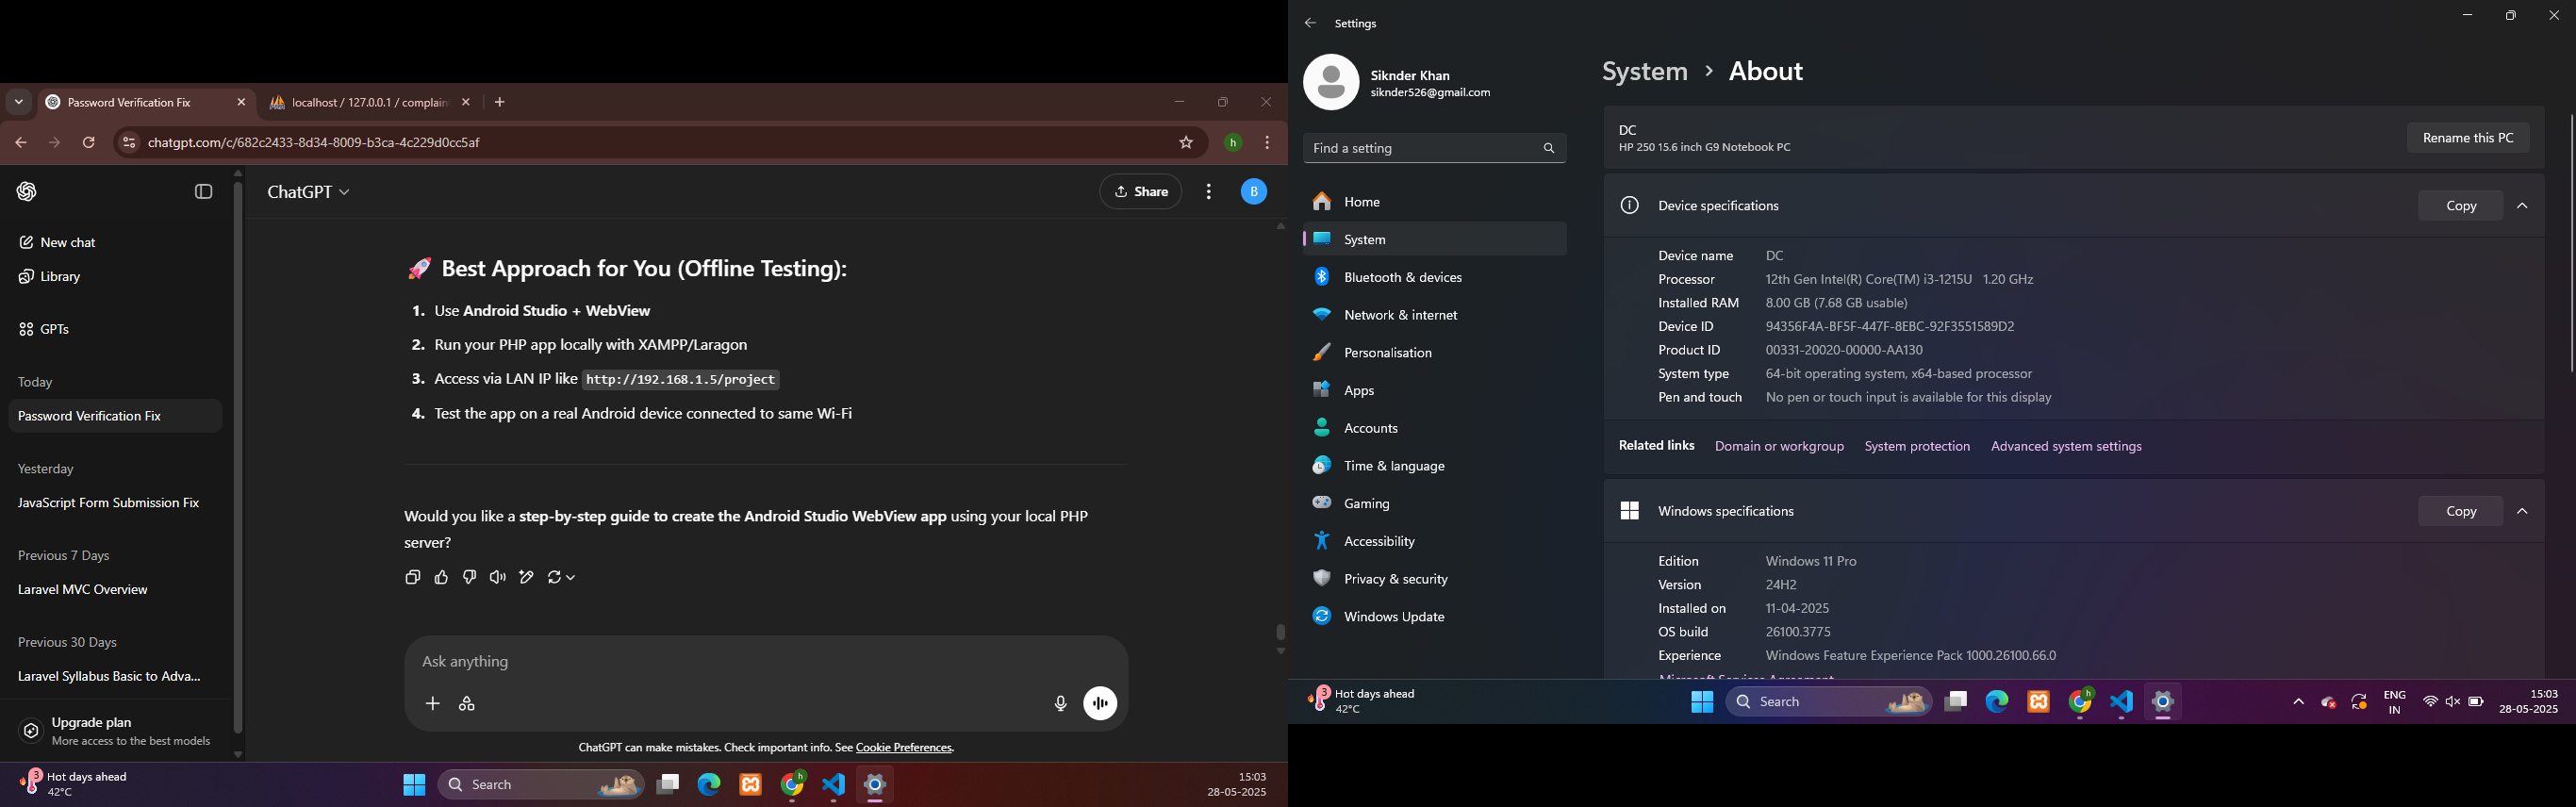 Password Verification Fix
localhost / 127.0.0.1 / complain
chatgpt.com/c/682c2433-8d34-8009-b3ca-4c229d0cc5af
h
New chat
Library
GPTs
Today
Password Verification Fix
Yesterday
JavaScript Form Submission Fix
Previous 7 Days
Laravel MVC Overview
Previous 30 Days
Laravel Syllabus Basic to Adva...
Upgrade plan
More access to the best models
ChatGPT
Share
B
🚀 Best Approach for You (Offline Testing):
1. Use Android Studio + WebView
2. Run your PHP app locally with XAMPP/Laragon
3. Access via LAN IP like http://192.168.1.5/project
4. Test the app on a real Android device connected to same Wi-Fi
Would you like a step-by-step guide to create the Android Studio WebView app using your local PHP
server?
Ask anything
ChatGPT can make mistakes. Check important info. See Cookie Preferences.
3
Hot days ahead
42°C
Search
h
15:03
28-05-2025
Settings
Siknder Khan
siknder526@gmail.com
Find a setting
Home
System
Bluetooth & devices
Network & internet
Personalisation
Apps
Accounts
Time & language
Gaming
Accessibility
Privacy & security
Windows Update
System > About
DC
HP 250 15.6 inch G9 Notebook PC
Rename this PC
Device specifications
Copy
Device name DC
Processor 12th Gen Intel(R) Core(TM) i3-1215U 1.20 GHz
Installed RAM 8.00 GB (7.68 GB usable)
Device ID 94356F4A-BF5F-447F-8EBC-92F3551589D2
Product ID 00331-20020-00000-AA130
System type 64-bit operating system, x64-based processor
Pen and touch No pen or touch input is available for this display
Related links Domain or workgroup System protection Advanced system settings
Windows specifications
Copy
Edition Windows 11 Pro
Version 24H2
Installed on 11-04-2025
OS build 26100.3775
Experience Windows Feature Experience Pack 1000.26100.66.0
Microsoft Services Agreement
3
Hot days ahead
42°C
Search
h
ENG
IN
15:03
28-05-2025